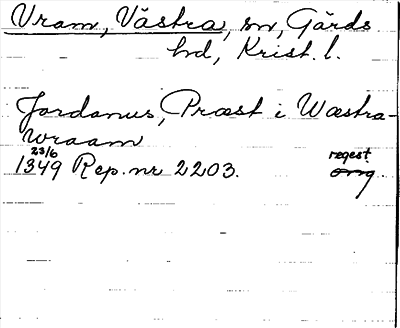 Vram, Västra, sn, Gärds
hd, Krist. l.
Jordanus, Præst i Wæstra-
wraam
23/6 regest
1349 Rep. nr 2203. orig